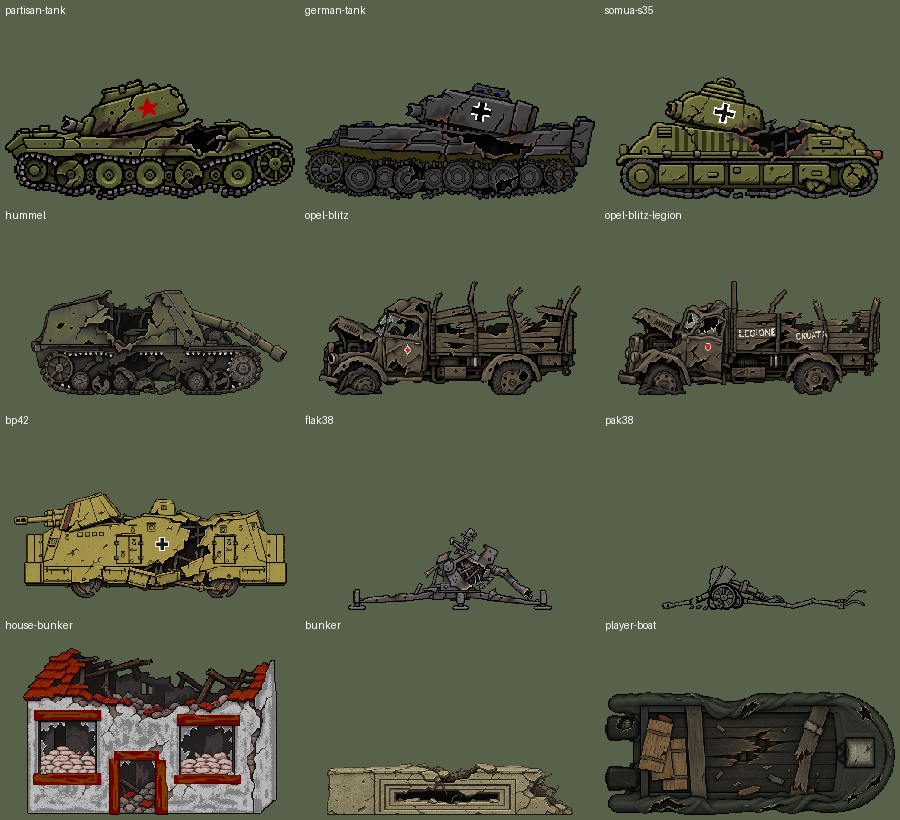 partisan-tank
german-tank
somua-s35
hummel
opel-blitz
opel-blitz-legion
LEGIONE
CROATA
bp42
flak38
pak38
house-bunker
bunker
player-boat